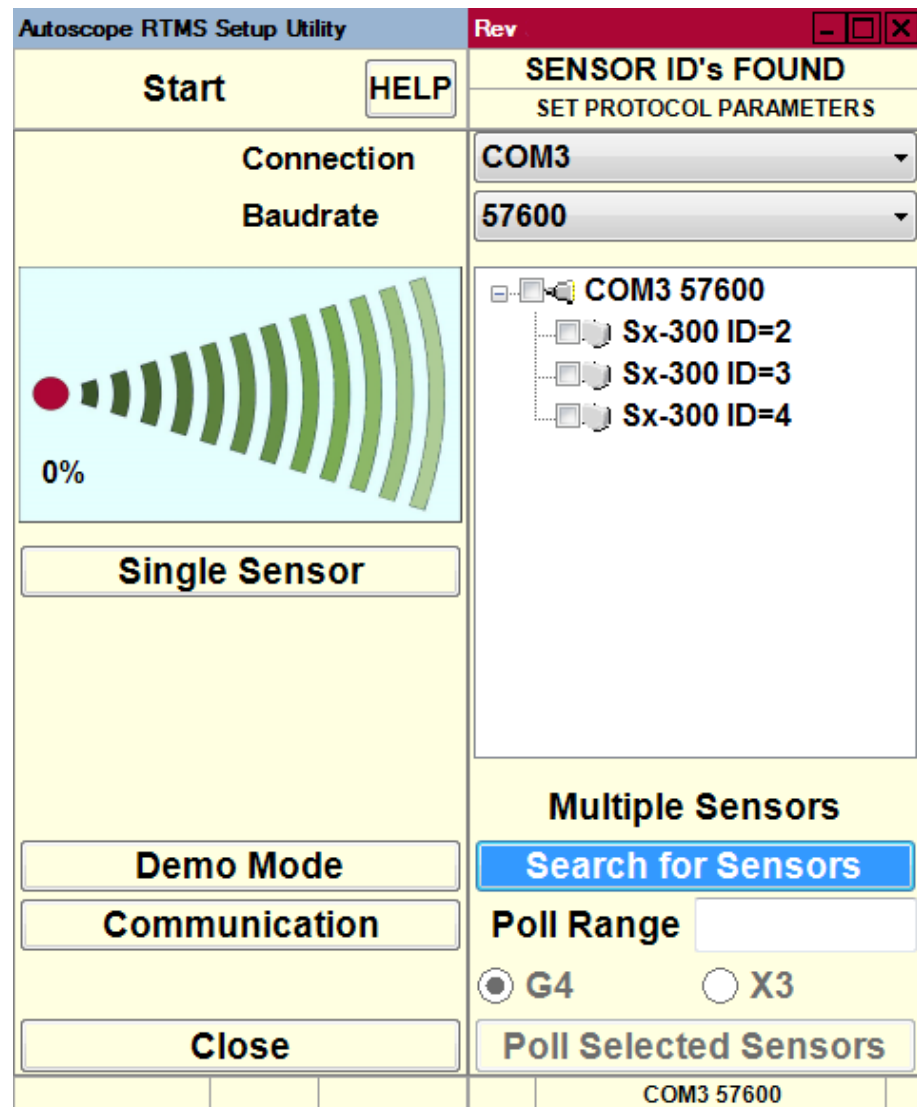 Autoscope RTMS Setup Utility
Rev
Start
HELP
SENSOR ID's FOUND
SET PROTOCOL PARAMETERS
Connection
COM3
Baudrate
57600
COM3 57600
Sx-300 ID=2
Sx-300 ID=3
Sx-300 ID=4
0%
Single Sensor
Multiple Sensors
Demo Mode
Search for Sensors
Communication
Poll Range
G4
X3
Close
Poll Selected Sensors
COM3 57600